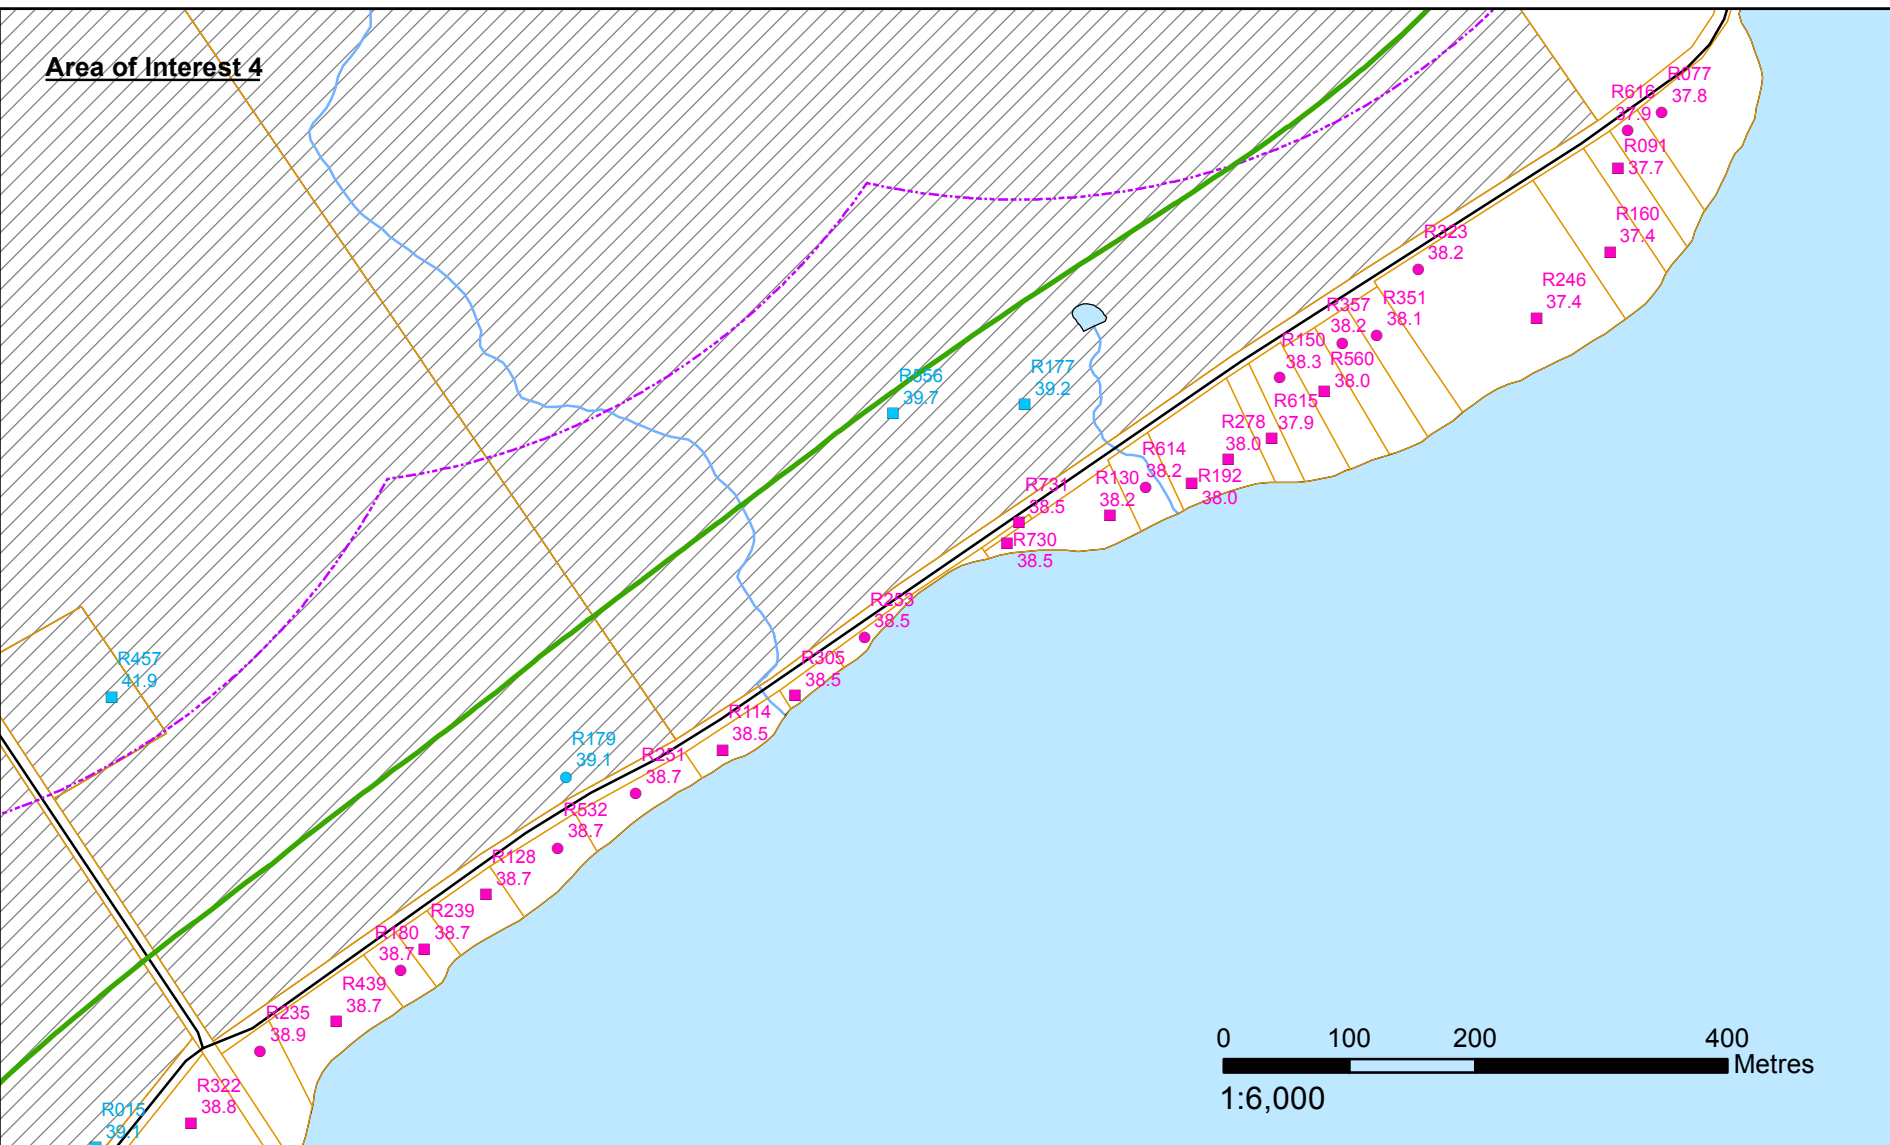 Area of Interest 4
R077
37.8
R616
37.9
R091
37.7
R160
37.4
R323
38.2
R246
37.4
R351
38.1
R357
38.2
R150
38.3
R560
38.0
R556
39.7
R177
39.2
R615
37.9
R278
38.0
R614
38.2
R192
38.0
R130
38.2
R731
38.5
R730
38.5
R253
38.5
R305
38.5
R457
41.9
R114
38.5
R179
39.1
R251
38.7
R532
38.7
R128
38.7
R239
38.7
R180
38.7
R439
38.7
R235
38.9
R322
38.8
R015
39.1
0 100 200 400
Metres
1:6,000